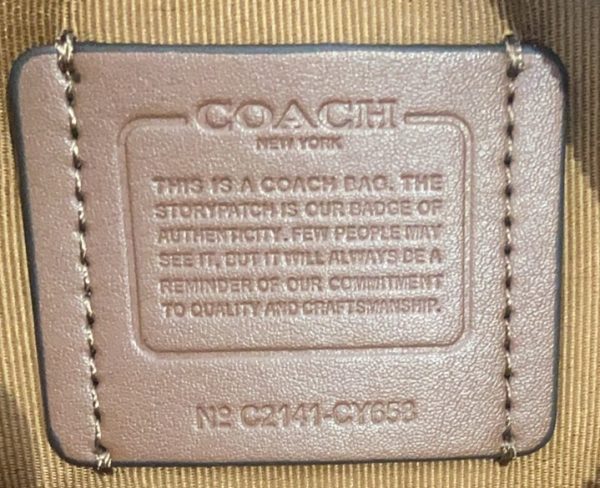 COACH
NEW YORK
THIS IS A COACH BAG. THE
STORYPATCH IS OUR BADGE OF
AUTHENTICITY. FEW PEOPLE MAY
SEE IT, BUT IT WILL ALWAYS BE A
REMINDER OF OUR COMMITMENT
TO QUALITY AND CRAFTSMANSHIP.
Nº C2141-CY653